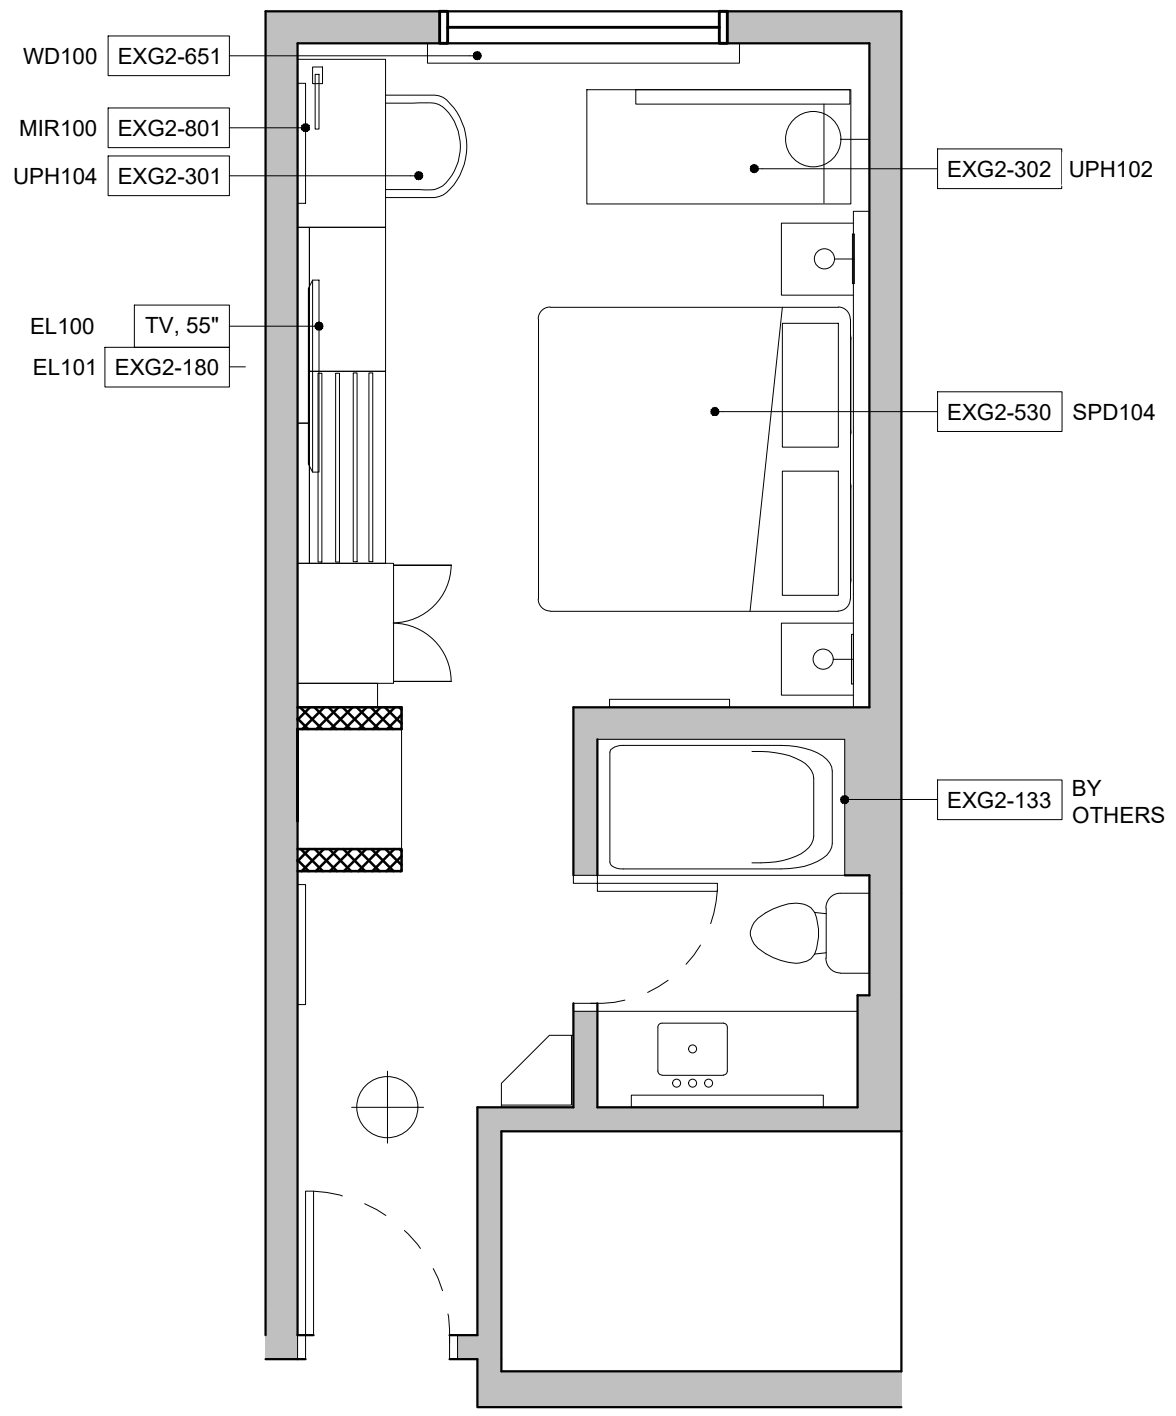 WD100 EXG2-651
MIR100 EXG2-801
UPH104 EXG2-301
EXG2-302 UPH102
EL100 TV, 55"
EL101 EXG2-180
EXG2-530 SPD104
EXG2-133 BY
OTHERS